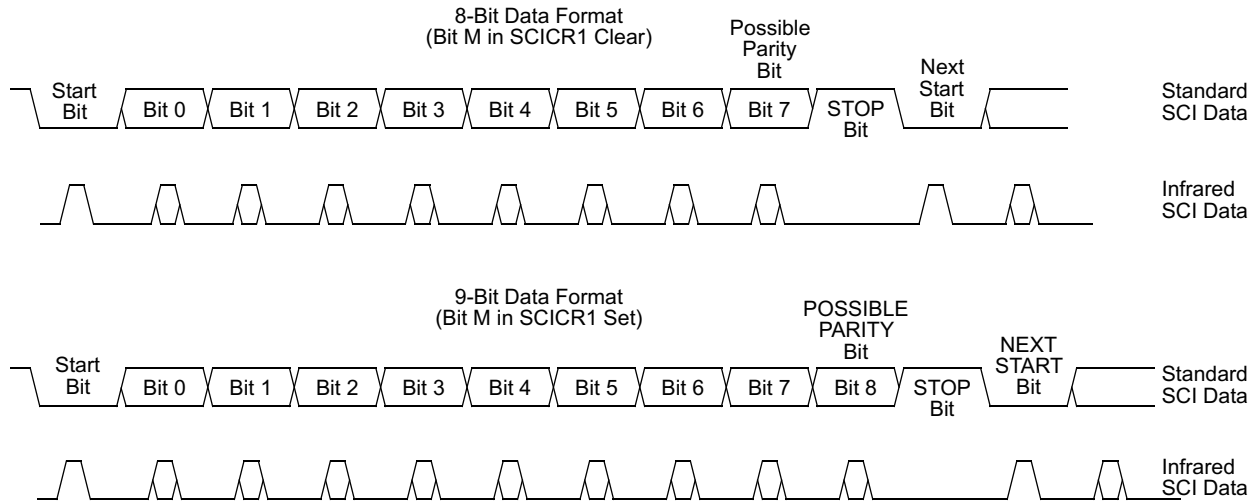 8-Bit Data Format
(Bit M in SCICR1 Clear)
Possible
Parity
Bit
Start
Bit
Bit 0
Bit 1
Bit 2
Bit 3
Bit 4
Bit 5
Bit 6
Bit 7
STOP
Bit
Next
Start
Bit
Standard
SCI Data
Infrared
SCI Data
9-Bit Data Format
(Bit M in SCICR1 Set)
POSSIBLE
PARITY
Bit
Start
Bit
Bit 0
Bit 1
Bit 2
Bit 3
Bit 4
Bit 5
Bit 6
Bit 7
Bit 8
STOP
Bit
NEXT
START
Bit
Standard
SCI Data
Infrared
SCI Data